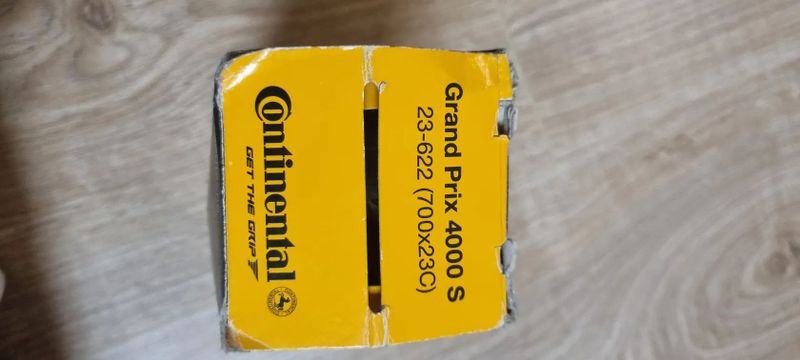 Grand Prix 4000 S
23-622 (700x23C)
Continental
GET THE GRIP